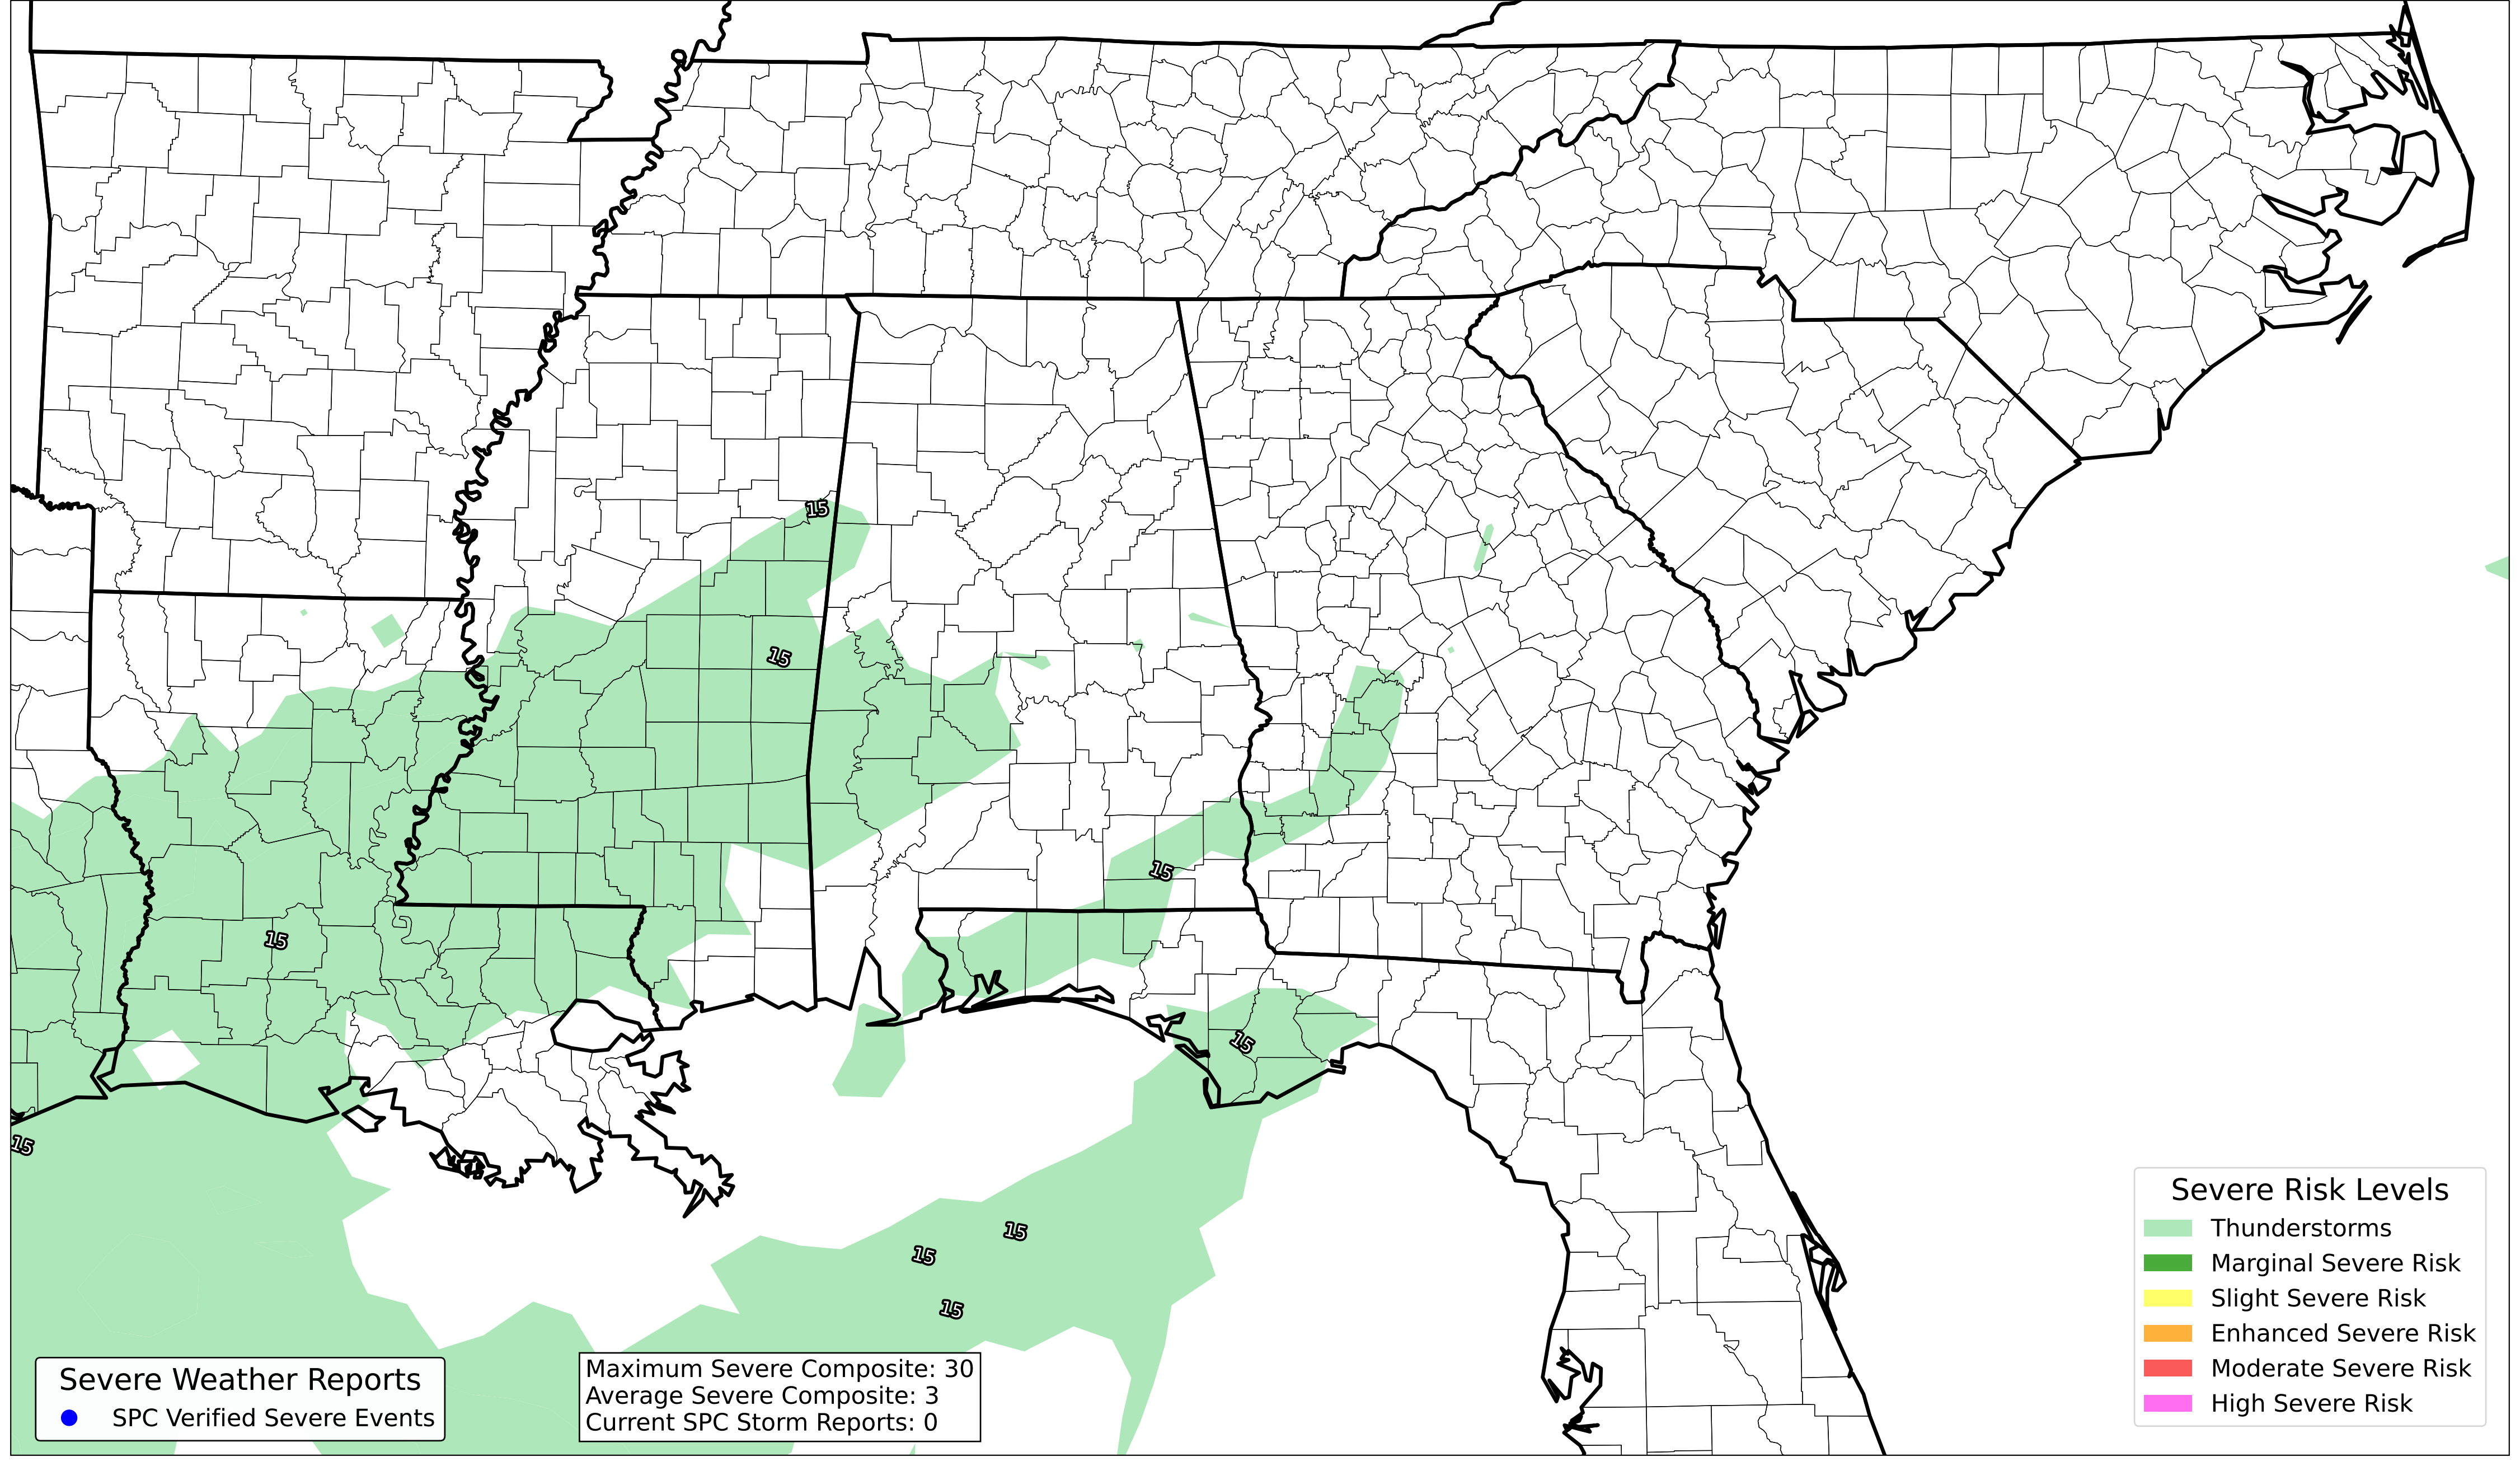 15
15
15
15
15
15
15
15
15
Severe Risk Levels
Thunderstorms
Marginal Severe Risk
Slight Severe Risk
Enhanced Severe Risk
Moderate Severe Risk
High Severe Risk
Severe Weather Reports
SPC Verified Severe Events
Maximum Severe Composite: 30
Average Severe Composite: 3
Current SPC Storm Reports: 0